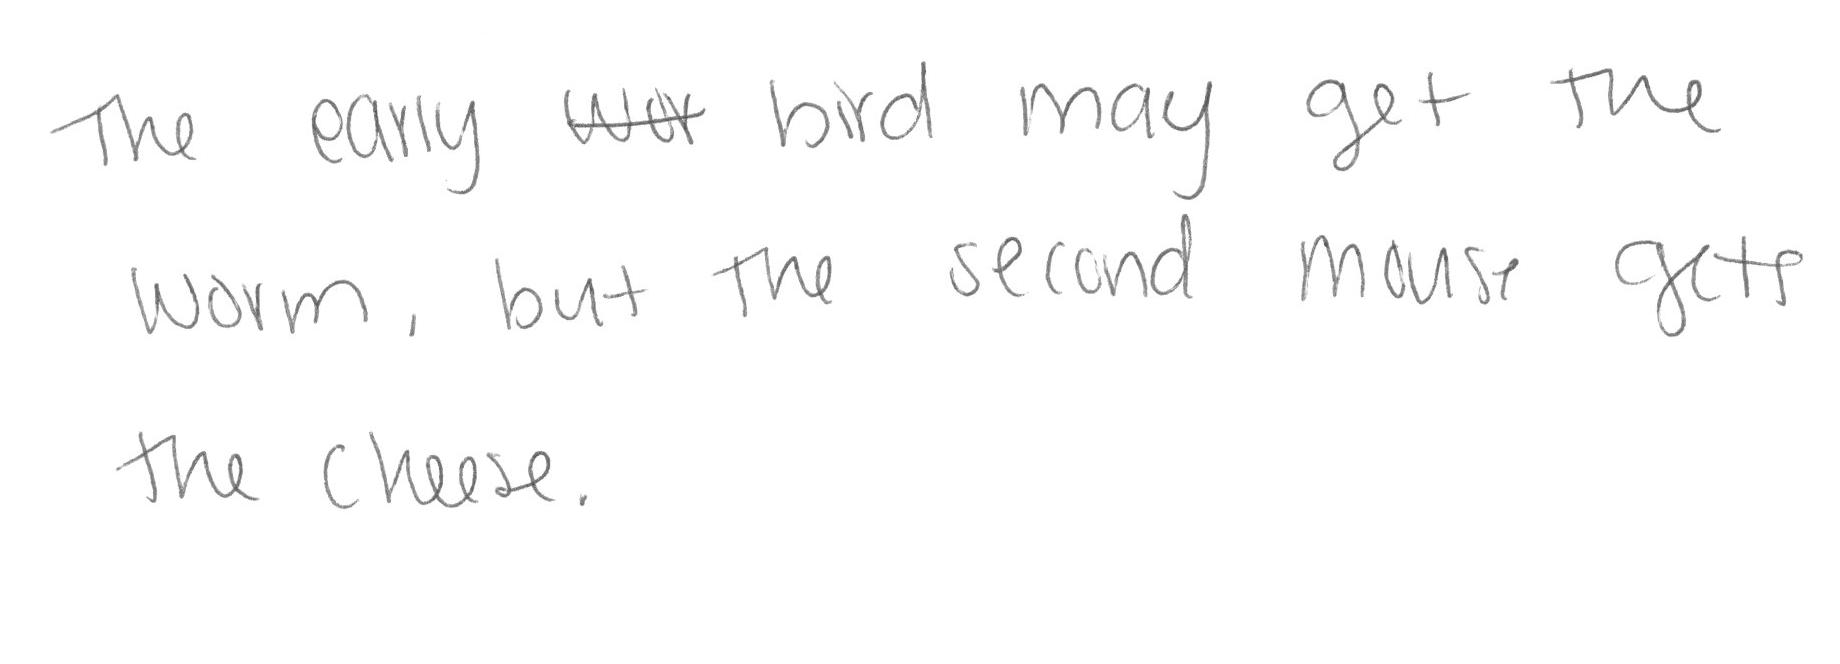 The early wor bird may get the
worm, but the second mouse gets
the cheese.